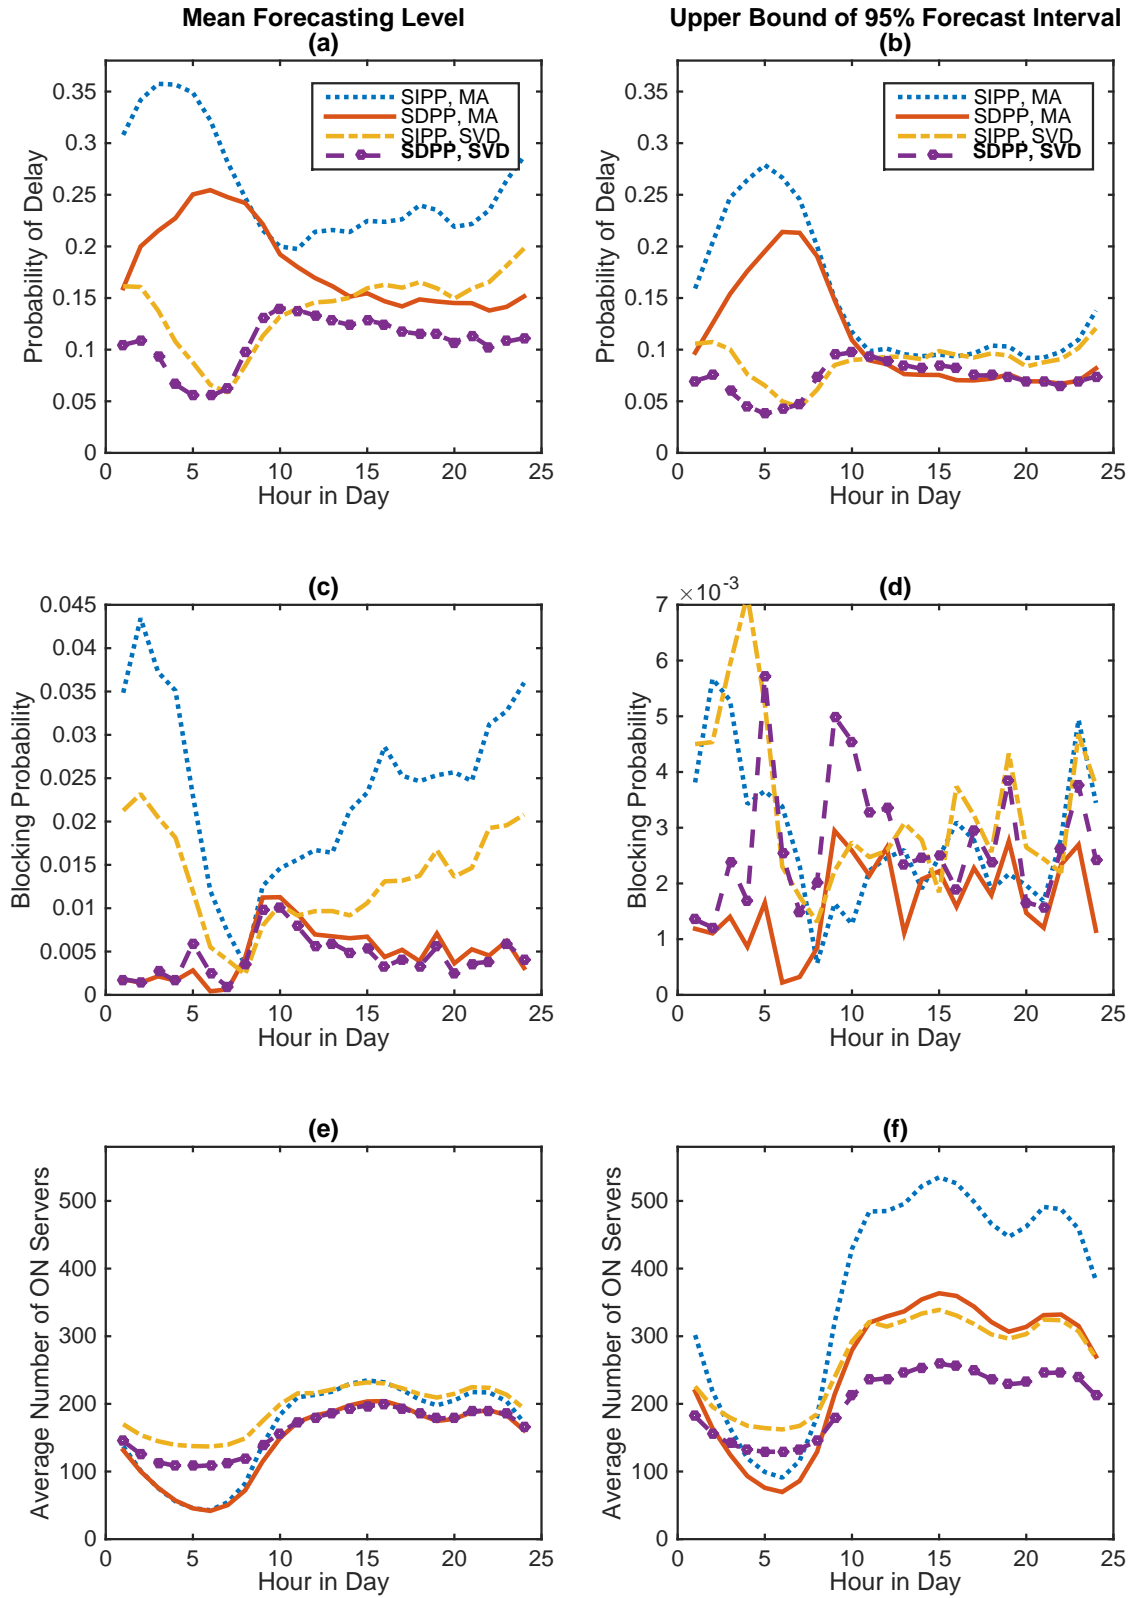 Mean Forecasting Level
Upper Bound of 95% Forecast Interval
(a)
0.35
0.3
0.25
0.2
0.15
0.1
0.05
0
Probability of Delay
SIPP, MA
SDPP, MA
SIPP, SVD
SDPP, SVD
0 5 10 15 20 25
Hour in Day
(b)
0.35
0.3
0.25
0.2
0.15
0.1
0.05
0
Probability of Delay
SIPP, MA
SDPP, MA
SIPP, SVD
SDPP, SVD
0 5 10 15 20 25
Hour in Day
(c)
0.045
0.04
0.035
0.03
0.025
0.02
0.015
0.01
0.005
0
Blocking Probability
0 5 10 15 20 25
Hour in Day
(d)
×10-3
7
6
5
4
3
2
1
0
Blocking Probability
0 5 10 15 20 25
Hour in Day
(e)
500
400
300
200
100
0
Average Number of ON Servers
0 5 10 15 20 25
Hour in Day
(f)
500
400
300
200
100
0
Average Number of ON Servers
0 5 10 15 20 25
Hour in Day